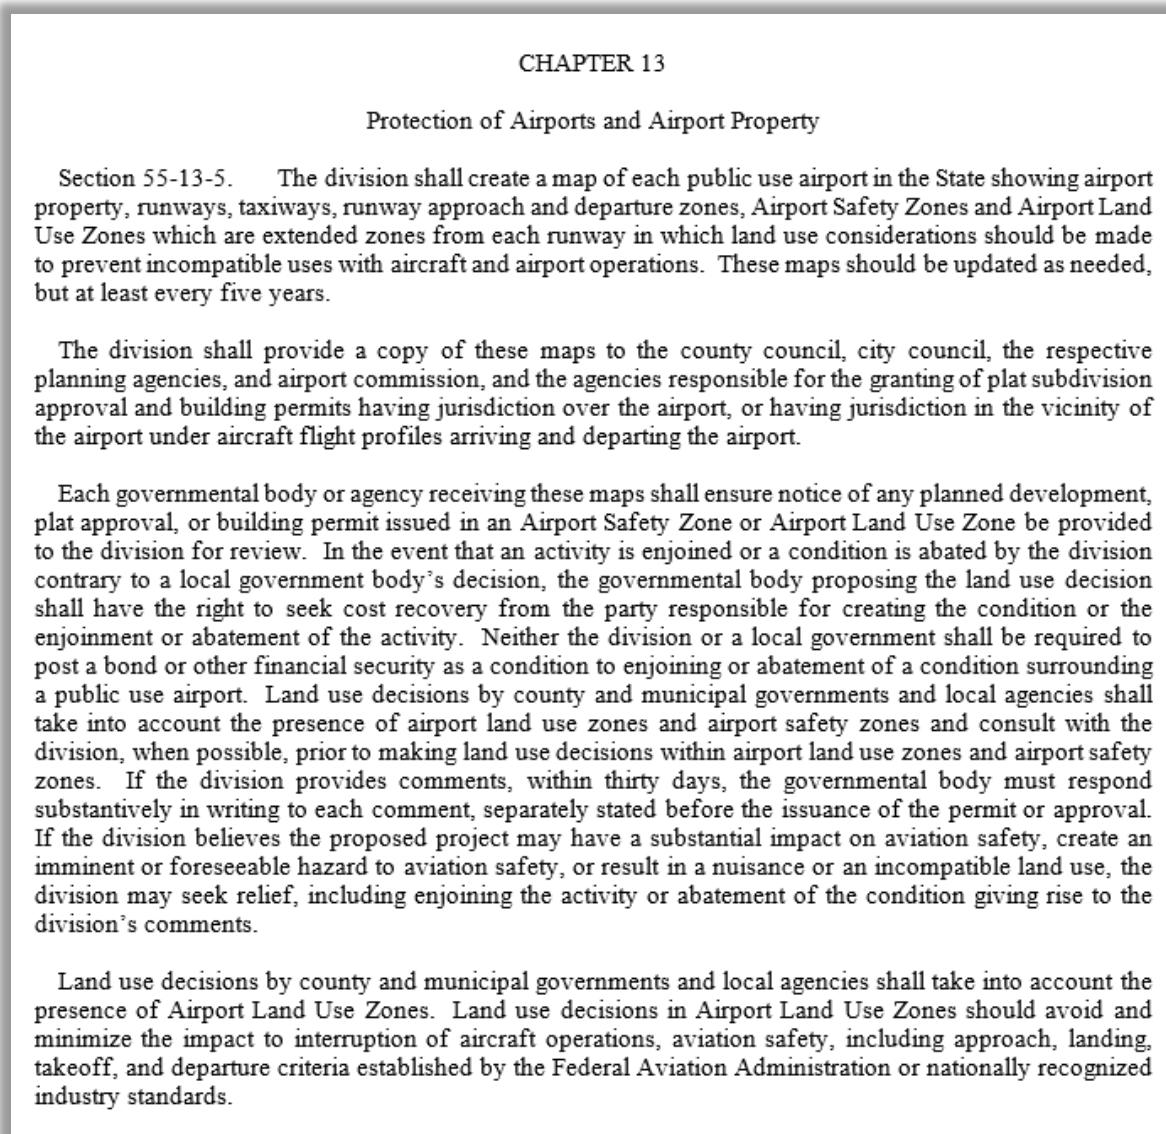 CHAPTER 13
Protection of Airports and Airport Property
Section 55-13-5. The division shall create a map of each public use airport in the State showing airport
property, runways, taxiways, runway approach and departure zones, Airport Safety Zones and Airport Land
Use Zones which are extended zones from each runway in which land use considerations should be made
to prevent incompatible uses with aircraft and airport operations. These maps should be updated as needed,
but at least every five years.
The division shall provide a copy of these maps to the county council, city council, the respective
planning agencies, and airport commission, and the agencies responsible for the granting of plat subdivision
approval and building permits having jurisdiction over the airport, or having jurisdiction in the vicinity of
the airport under aircraft flight profiles arriving and departing the airport.
Each governmental body or agency receiving these maps shall ensure notice of any planned development,
plat approval, or building permit issued in an Airport Safety Zone or Airport Land Use Zone be provided
to the division for review. In the event that an activity is enjoined or a condition is abated by the division
contrary to a local government body's decision, the governmental body proposing the land use decision
shall have the right to seek cost recovery from the party responsible for creating the condition or the
enjoinment or abatement of the activity. Neither the division or a local government shall be required to
post a bond or other financial security as a condition to enjoining or abatement of a condition surrounding
a public use airport. Land use decisions by county and municipal governments and local agencies shall
take into account the presence of airport land use zones and airport safety zones and consult with the
division, when possible, prior to making land use decisions within airport land use zones and airport safety
zones. If the division provides comments, within thirty days, the governmental body must respond
substantively in writing to each comment, separately stated before the issuance of the permit or approval.
If the division believes the proposed project may have a substantial impact on aviation safety, create an
imminent or foreseeable hazard to aviation safety, or result in a nuisance or an incompatible land use, the
division may seek relief, including enjoining the activity or abatement of the condition giving rise to the
division's comments.
Land use decisions by county and municipal governments and local agencies shall take into account the
presence of Airport Land Use Zones. Land use decisions in Airport Land Use Zones should avoid and
minimize the impact to interruption of aircraft operations, aviation safety, including approach, landing,
takeoff, and departure criteria established by the Federal Aviation Administration or nationally recognized
industry standards.